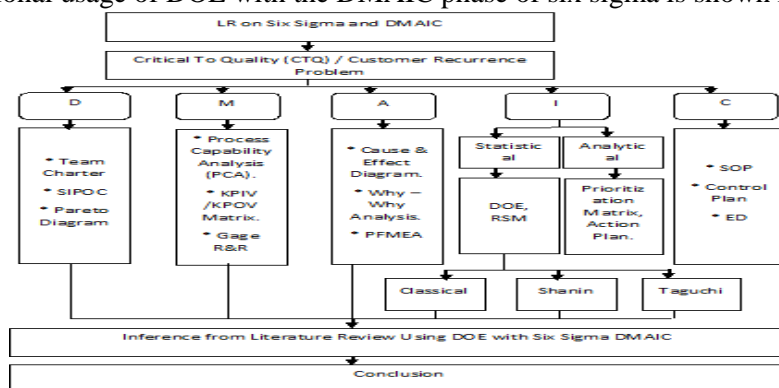 onal usage of DOE with the DMAIC phase of six sigma is shown
LR on Six Sigma and DMAIC
Critical To Quality (CTQ) / Customer Recurrence
Problem
D
M
A
I
C
• Team
Charter
• SIPOC
• Pareto
Diagram
• Process
Capability
Analysis
(PCA).
• KPIV
/KPOV
Matrix.
• Gage
R&R
• Cause &
Effect
Diagram.
• Why –
Why
Analysis.
• PFMEA
Statistic
al
Analytic
al
DOE,
RSM
Prioritiz
ation
Matrix,
Action
Plan.
• SOP
• Control
Plan
• ED
Classical
Shanin
Taguchi
Inference from Literature Review Using DOE with Six Sigma DMAIC
Conclusion